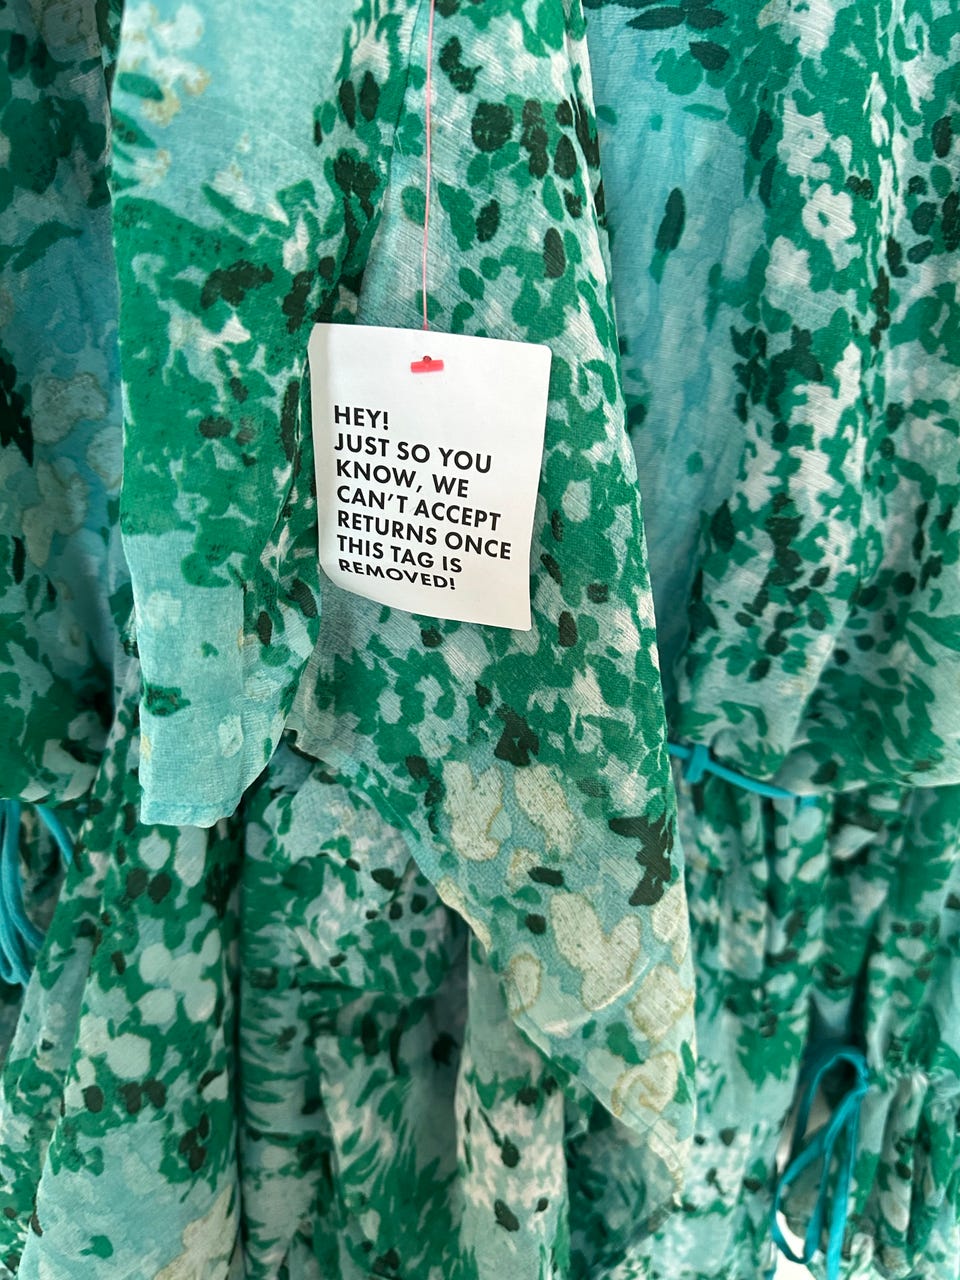 HEY!
JUST SO YOU
KNOW, WE
CAN'T ACCEPT
RETURNS ONCE
THIS TAG IS
REMOVED!